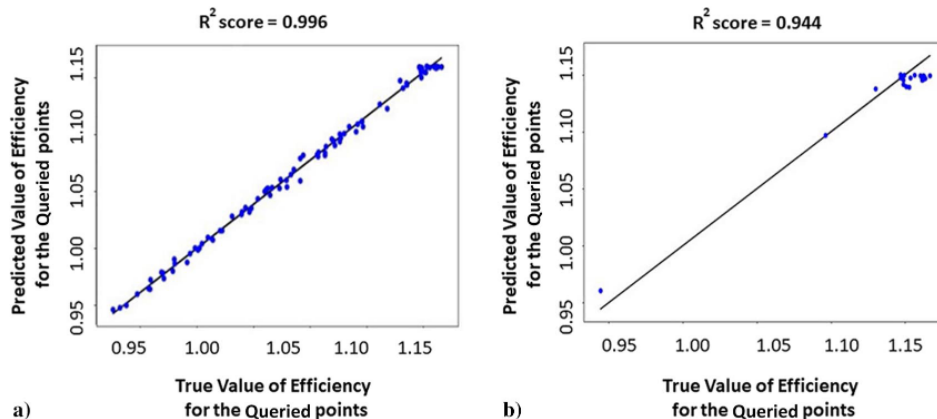 R² score = 0.996
Predicted Value of Efficiency
for the Queried points
1.15
1.10
1.05
1.00
0.95
0.95 1.00 1.05 1.10 1.15
True Value of Efficiency
for the Queried points
a)
R² score = 0.944
Predicted Value of Efficiency
for the Queried points
1.15
1.10
1.05
1.00
0.95
0.95 1.00 1.05 1.10 1.15
True Value of Efficiency
for the Queried points
b)